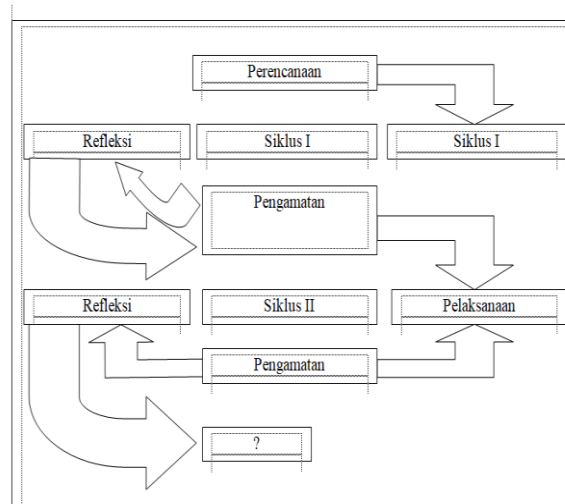 Perencanaan
Refleksi
Siklus I
Siklus I
Pengamatan
Refleksi
Siklus II
Pelaksanaan
Pengamatan
?